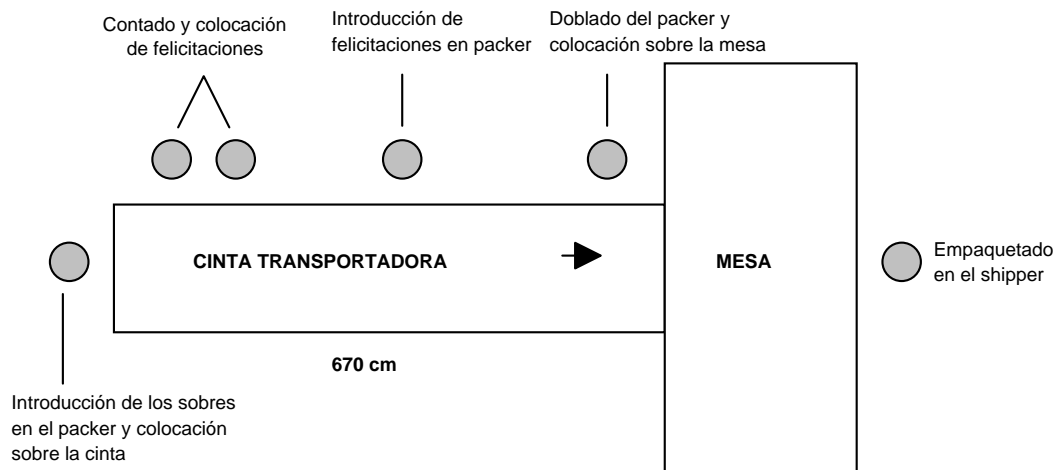 Contado y colocación
de felicitaciones
Introducción de
felicitaciones en packer
Doblado del packer y
colocación sobre la mesa
CINTA TRANSPORTADORA
MESA
Empaquetado
en el shipper
670 cm
Introducción de los sobres
en el packer y colocación
sobre la cinta